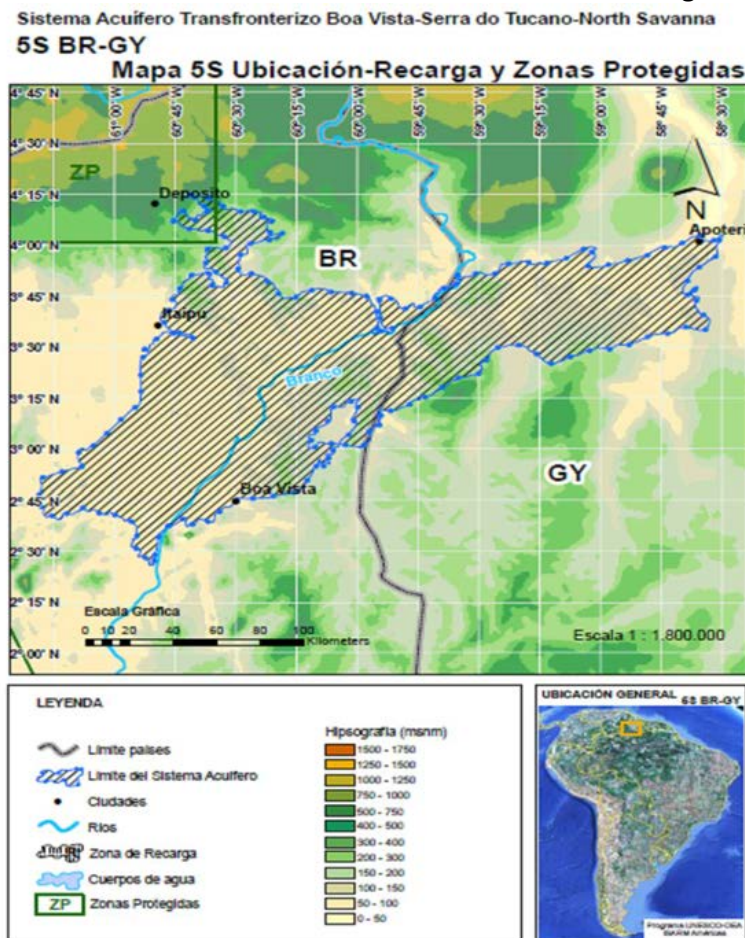 Sistema Acuífero Transfronterizo Boa Vista-Serra do Tucano-North Savanna
5S BR-GY
Mapa 5S Ubicación-Recarga y Zonas Protegidas
61° 00' W
60° 45' W
60° 30' W
60° 15' W
60° 00' W
59° 45' W
59° 30' W
59° 15' W
59° 00' W
58° 45' W
58° 30' W
4° 45' N
4° 30' N
4° 15' N
4° 00' N
3° 45' N
3° 30' N
3° 15' N
3° 00' N
2° 45' N
2° 30' N
2° 15' N
2° 00' N
ZP
Deposito
N
Apoteri
BR
Itaipu
Branco
GY
Boa Vista
Escala Gráfica
0 10 20 40 60 80 100
Kilometers
Escala 1 : 1.800.000
LEYENDA
Límite países
Límite del Sistema Acuífero
Ciudades
Ríos
Zona de Recarga
Cuerpos de agua
ZP Zonas Protegidas
Hipsografía (msnm)
1500 - 1750
1250 - 1500
1000 - 1250
750 - 1000
500 - 750
400 - 500
300 - 400
200 - 300
150 - 200
100 - 150
50 - 100
0 - 50
UBICACIÓN GENERAL 5S BR-GY
Programa UNESCO-OEA
ISARM Américas